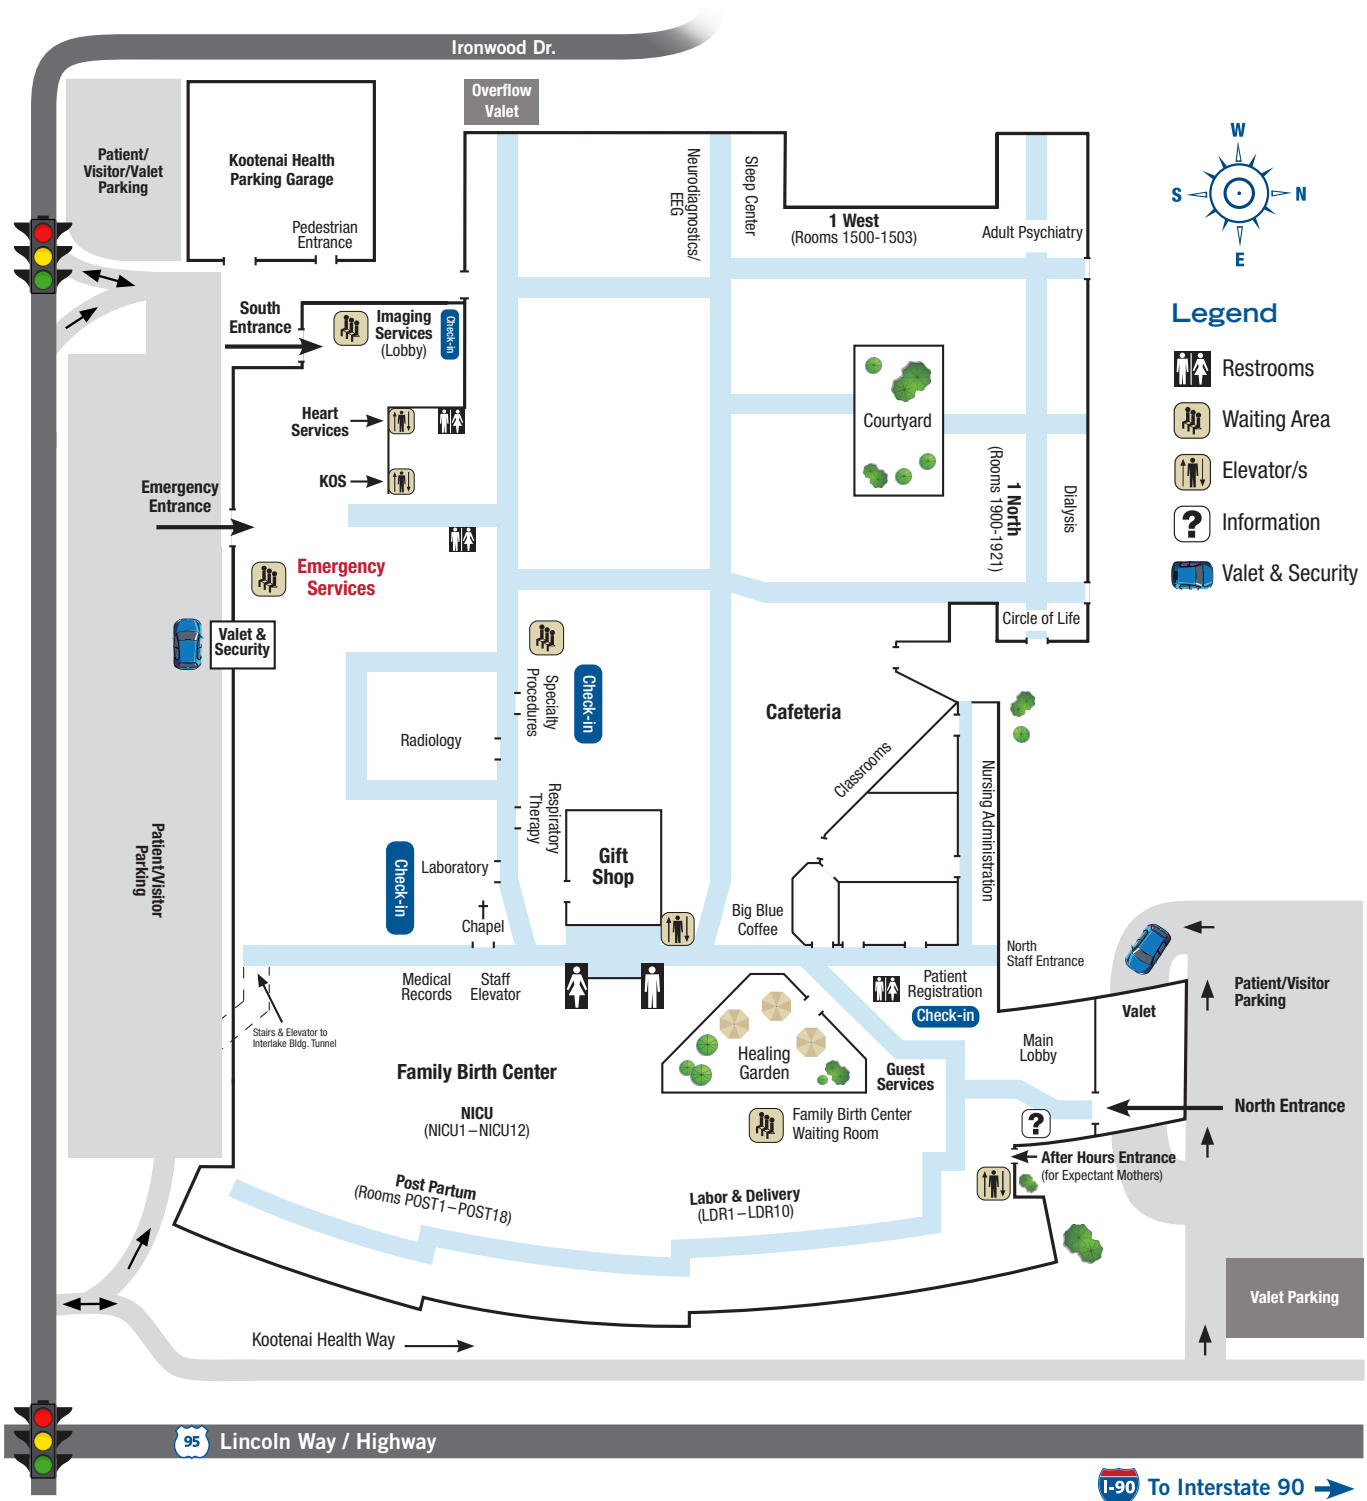 Ironwood Dr.
Overflow
Valet
Patient/
Visitor/Valet
Parking
Kootenai Health
Parking Garage
Pedestrian
Entrance
Neurodiagnostics/
EEG
Sleep Center
1 West
(Rooms 1500-1503)
Adult Psychiatry
W
S
N
E
South
Entrance
Imaging
Services
(Lobby)
Check-in
Legend
Restrooms
Waiting Area
Elevator/s
?
Information
Valet & Security
Heart
Services
KOS
Courtyard
1 North
(Rooms 1900-1921)
Dialysis
Emergency
Entrance
Emergency
Services
Valet &
Security
Circle of Life
Specialty
Procedures
Check-in
Cafeteria
Radiology
Classrooms
Nursing Administration
Respiratory
Therapy
Gift
Shop
Patient/Visitor
Parking
Check-in
Laboratory
Chapel
Big Blue
Coffee
North
Staff Entrance
Medical
Records
Staff
Elevator
Patient
Registration
Check-in
Patient/Visitor
Parking
Valet
Stairs & Elevator to
Interlake Bldg. Tunnel
Main
Lobby
Healing
Garden
Guest
Services
Family Birth Center
North Entrance
NICU
(NICU1–NICU12)
Family Birth Center
Waiting Room
?
After Hours Entrance
(for Expectant Mothers)
Post Partum
(Rooms POST1–POST18)
Labor & Delivery
(LDR1–LDR10)
Valet Parking
Kootenai Health Way
95
Lincoln Way / Highway
I-90
To Interstate 90